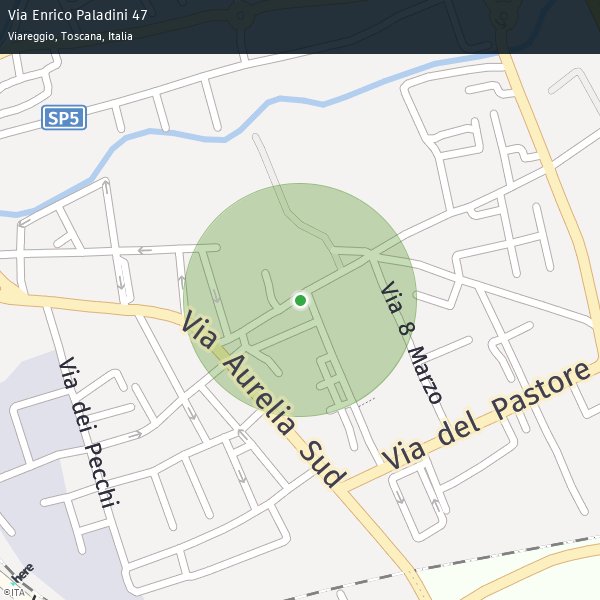 Via Enrico Paladini 47
Viareggio, Toscana, Italia
SP5
Via 8 Marzo
Via Aurelia Sud
Via dei Pecchi
Via del Pastore
here
©ITA